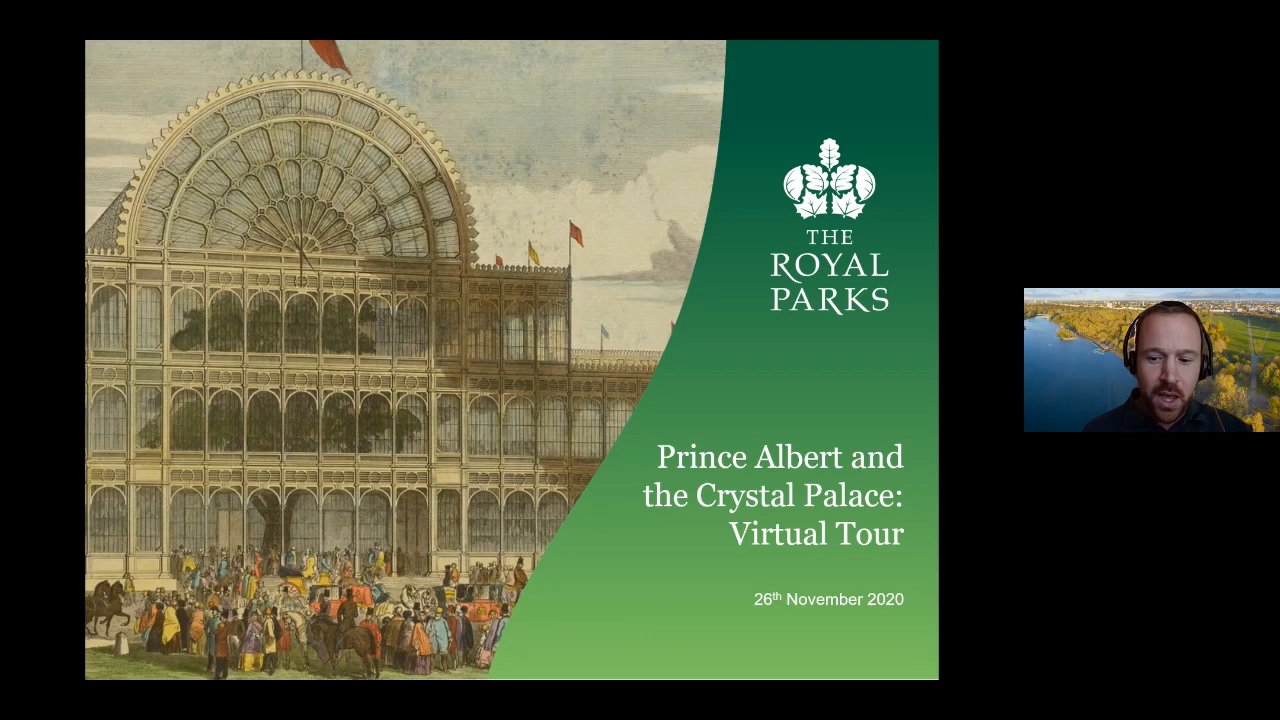 THE
ROYAL
PARKS
Prince Albert and
the Crystal Palace:
Virtual Tour
26th November 2020